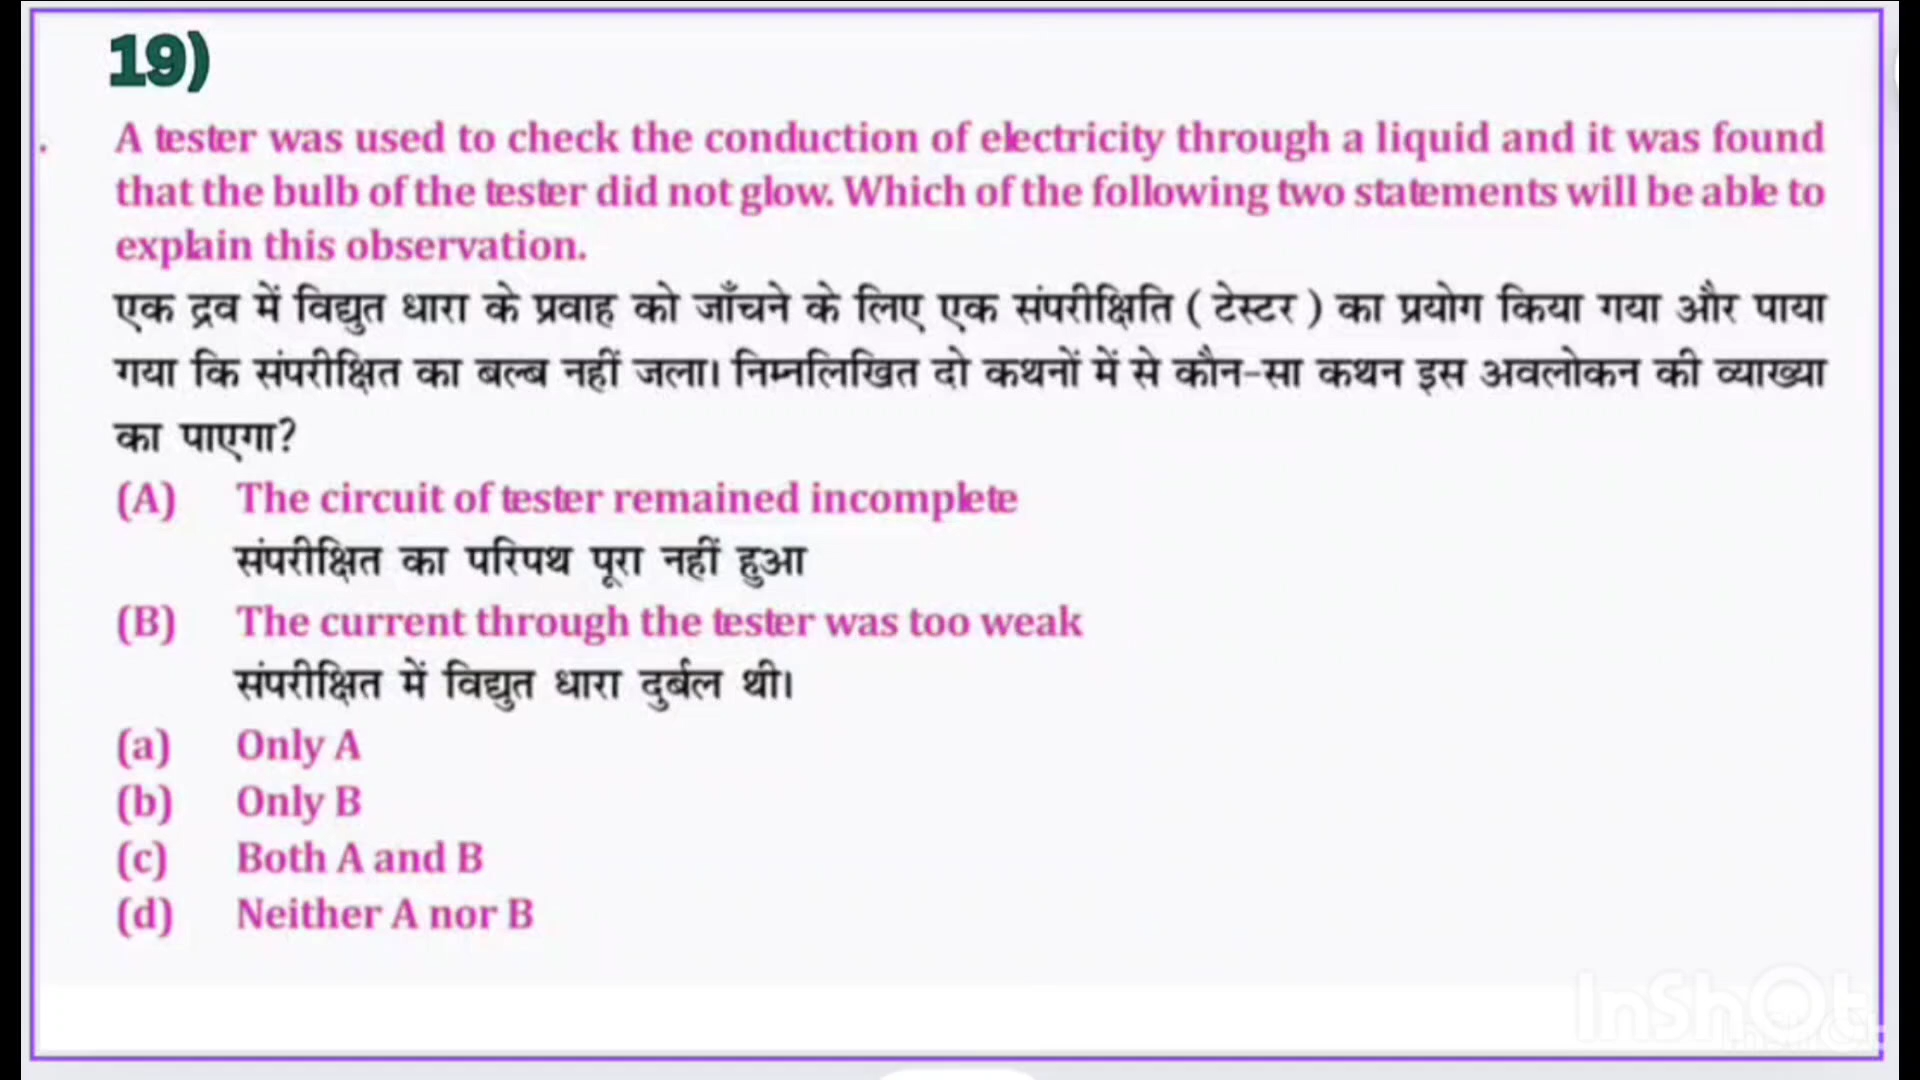 19)
A tester was used to check the conduction of electricity through a liquid and it was found
that the bulb of the tester did not glow. Which of the following two statements will be able to
explain this observation.
एक द्रव में विद्युत धारा के प्रवाह को जाँचने के लिए एक संपरीक्षिति ( टेस्टर ) का प्रयोग किया गया और पाया
गया कि संपरीक्षित का बल्ब नहीं जला। निम्नलिखित दो कथनों में से कौन-सा कथन इस अवलोकन की व्याख्या
का पाएगा?
(A) The circuit of tester remained incomplete
संपरीक्षित का परिपथ पूरा नहीं हुआ
(B) The current through the tester was too weak
संपरीक्षित में विद्युत धारा दुर्बल थी।
(a) Only A
(b) Only B
(c) Both A and B
(d) Neither A nor B
InShOt